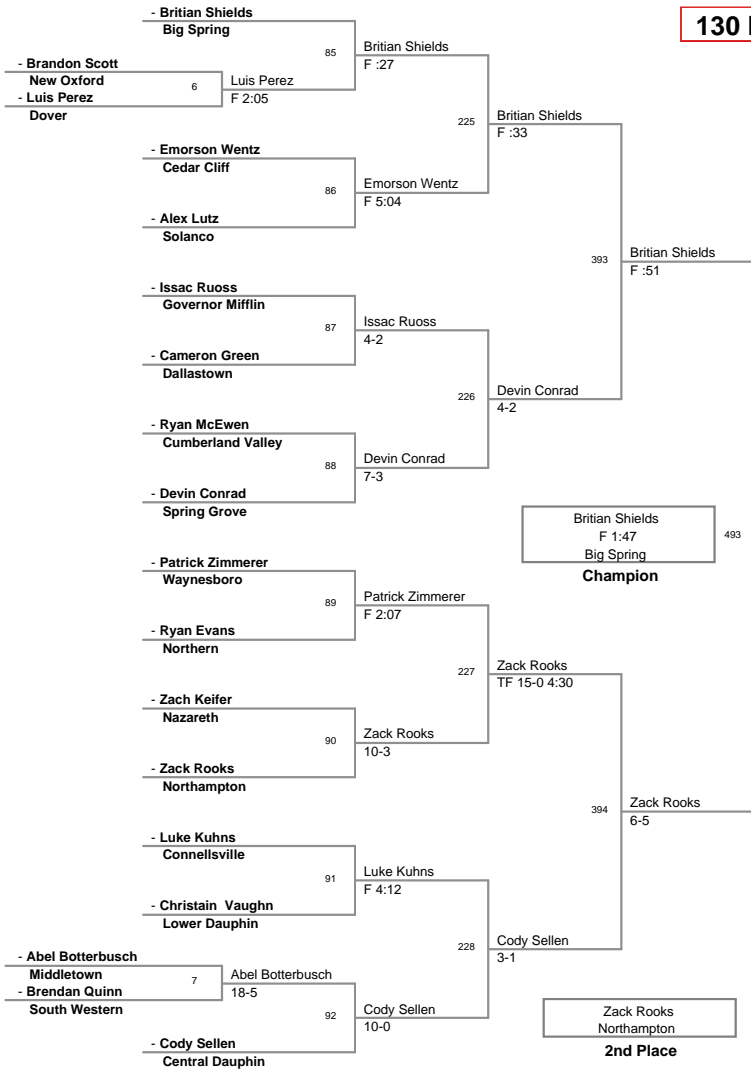 130 
- Britian Shields
Big Spring
85
Britian Shields
F :27
- Brandon Scott
New Oxford
6
Luis Perez
F 2:05
- Luis Perez
Dover
225
Britian Shields
F :33
- Emorson Wentz
Cedar Cliff
86
Emorson Wentz
F 5:04
- Alex Lutz
Solanco
393
Britian Shields
F :51
- Issac Ruoss
Governor Mifflin
87
Issac Ruoss
4-2
- Cameron Green
Dallastown
226
Devin Conrad
4-2
- Ryan McEwen
Cumberland Valley
88
Devin Conrad
7-3
- Devin Conrad
Spring Grove
Britian Shields
F 1:47
Big Spring
493
Champion
- Patrick Zimmerer
Waynesboro
89
Patrick Zimmerer
F 2:07
- Ryan Evans
Northern
227
Zack Rooks
TF 15-0 4:30
- Zach Keifer
Nazareth
90
Zack Rooks
10-3
- Zack Rooks
Northampton
394
Zack Rooks
6-5
- Luke Kuhns
Connellsville
91
Luke Kuhns
F 4:12
- Christain  Vaughn
Lower Dauphin
228
Cody Sellen
3-1
- Abel Botterbusch
Middletown
7
Abel Botterbusch
18-5
- Brendan Quinn
South Western
92
Cody Sellen
10-0
- Cody Sellen
Central Dauphin
Zack Rooks
Northampton
2nd Place